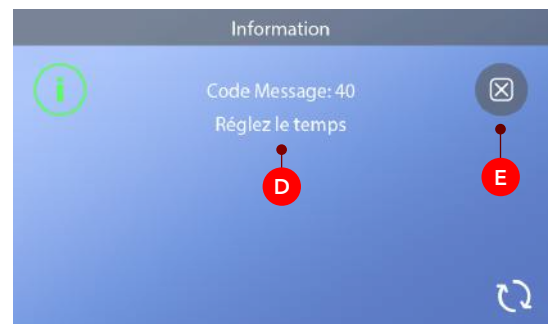 Information
Code Message: 40
Réglez le temps
D
E